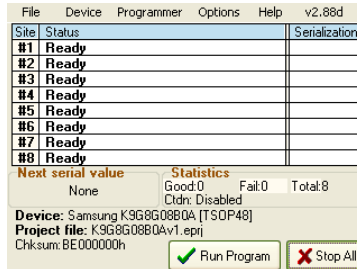 File Device Programmer Options Help v2.88d
Site Status Serialization
#1 Ready
#2 Ready
#3 Ready
#4 Ready
#5 Ready
#6 Ready
#7 Ready
#8 Ready
Next serial value Statistics
None Good:0 Fail:0 Total:8
Ctdn: Disabled
Device: Samsung K9G8G08B0A [TSOP48]
Project file: K9G8G08B0Av1.eprj
Chksum: BE000000h
Run Program Stop All